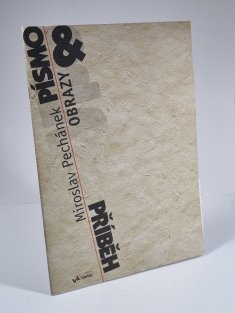 Miroslav Pechánek
PÍSMO
& OBRAZY
PŘÍBĚH